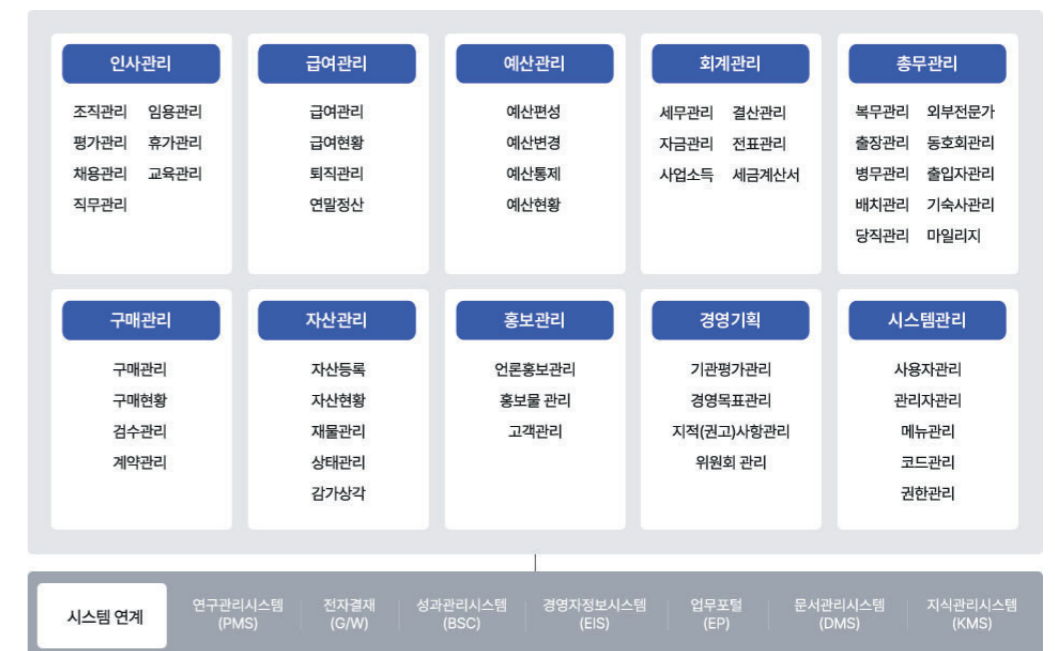 인사관리
조직관리 임용관리
평가관리 휴가관리
채용관리 교육관리
직무관리
급여관리
급여관리
급여현황
퇴직관리
연말정산
예산관리
예산편성
예산변경
예산통제
예산현황
회계관리
세무관리 결산관리
자금관리 전표관리
사업소득 세금계산서
총무관리
복무관리 외부전문가
출장관리 동호회관리
병무관리 출입자관리
배치관리 기숙사관리
당직관리 마일리지
구매관리
구매관리
구매현황
검수관리
계약관리
자산관리
자산등록
자산현황
재물관리
상태관리
감가상각
홍보관리
언론홍보관리
홍보물 관리
고객관리
경영기획
기관평가관리
경영목표관리
지적(권고)사항관리
위원회 관리
시스템관리
사용자관리
관리자관리
메뉴관리
코드관리
권한관리
시스템 연계
연구관리시스템
(PMS)
전자결재
(G/W)
성과관리시스템
(BSC)
경영자정보시스템
(EIS)
업무포털
(EP)
문서관리시스템
(DMS)
지식관리시스템
(KMS)